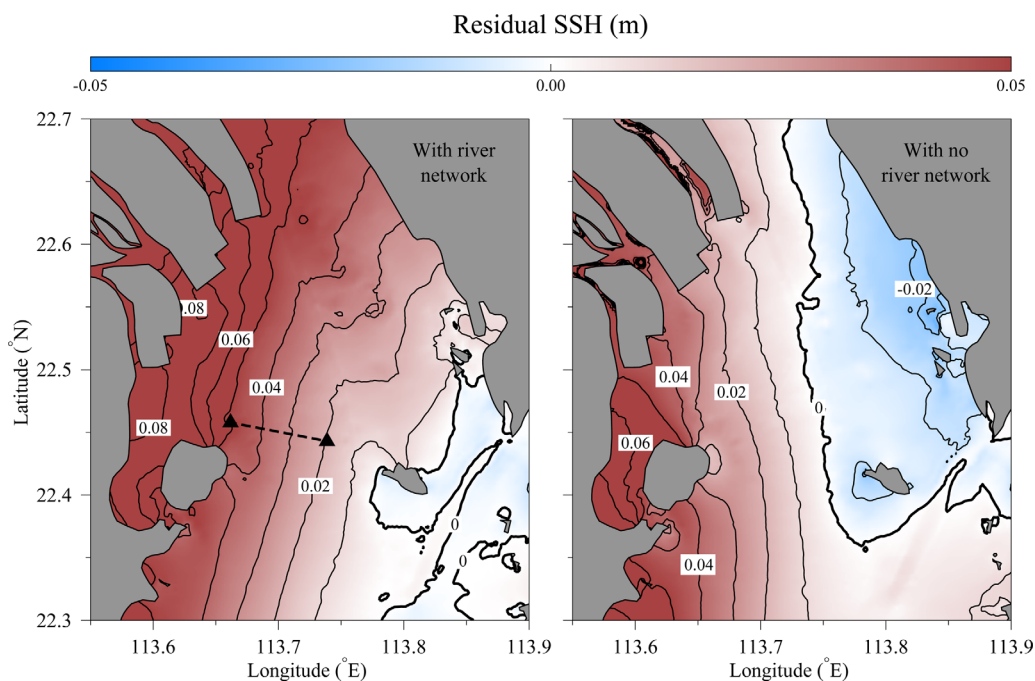 Residual SSH (m)
-0.05 0.00 0.05
22.7
22.6
22.5
22.4
22.3
Latitude (°N)
With river
network
0.08
0.06
0.04
0.08
0.02
0
0
113.6 113.7 113.8 113.9
Longitude (°E)
With no
river network
-0.02
0.04
0.02
0
0.06
0.04
113.6 113.7 113.8 113.9
Longitude (°E)